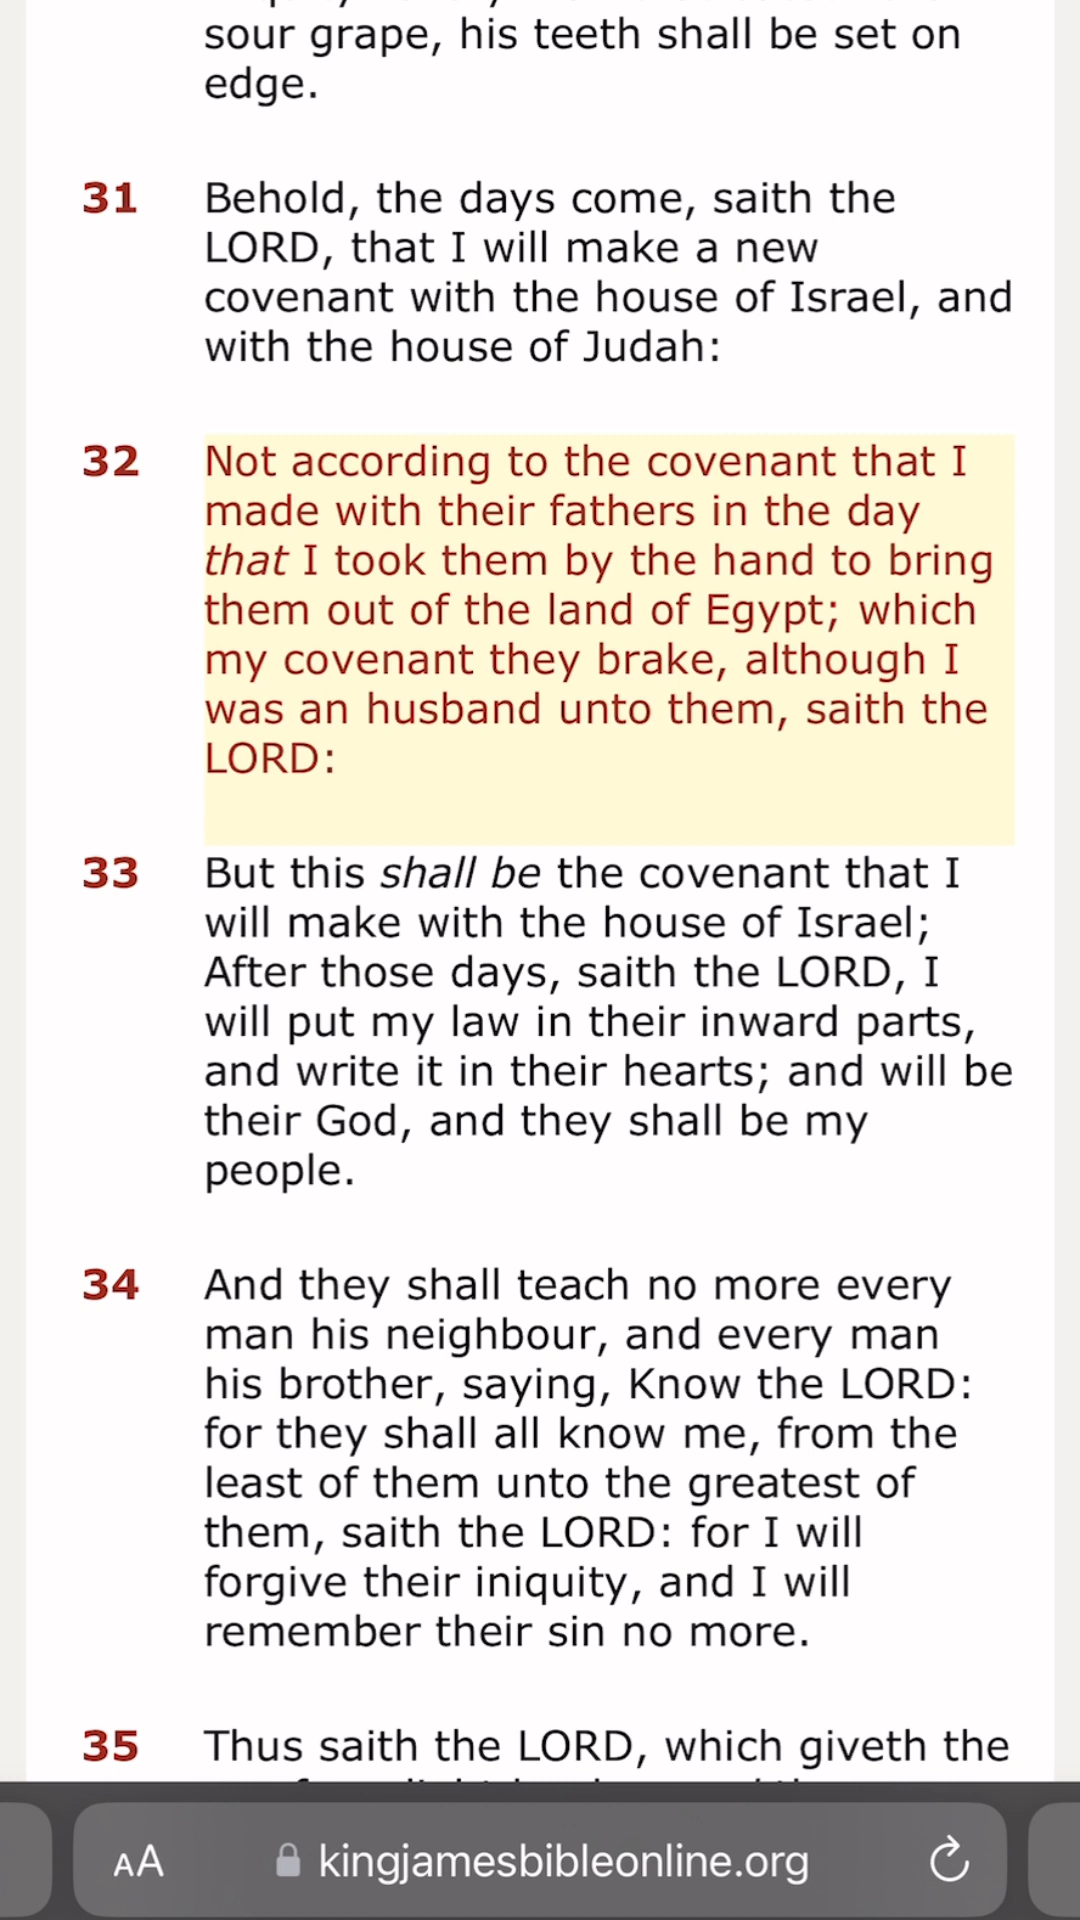 sour grape, his teeth shall be set on
edge.
31 Behold, the days come, saith the
LORD, that I will make a new
covenant with the house of Israel, and
with the house of Judah:
32 Not according to the covenant that I
made with their fathers in the day
that I took them by the hand to bring
them out of the land of Egypt; which
my covenant they brake, although I
was an husband unto them, saith the
LORD:
33 But this shall be the covenant that I
will make with the house of Israel;
After those days, saith the LORD, I
will put my law in their inward parts,
and write it in their hearts; and will be
their God, and they shall be my
people.
34 And they shall teach no more every
man his neighbour, and every man
his brother, saying, Know the LORD:
for they shall all know me, from the
least of them unto the greatest of
them, saith the LORD: for I will
forgive their iniquity, and I will
remember their sin no more.
35 Thus saith the LORD, which giveth the
AA kingjamesbibleonline.org